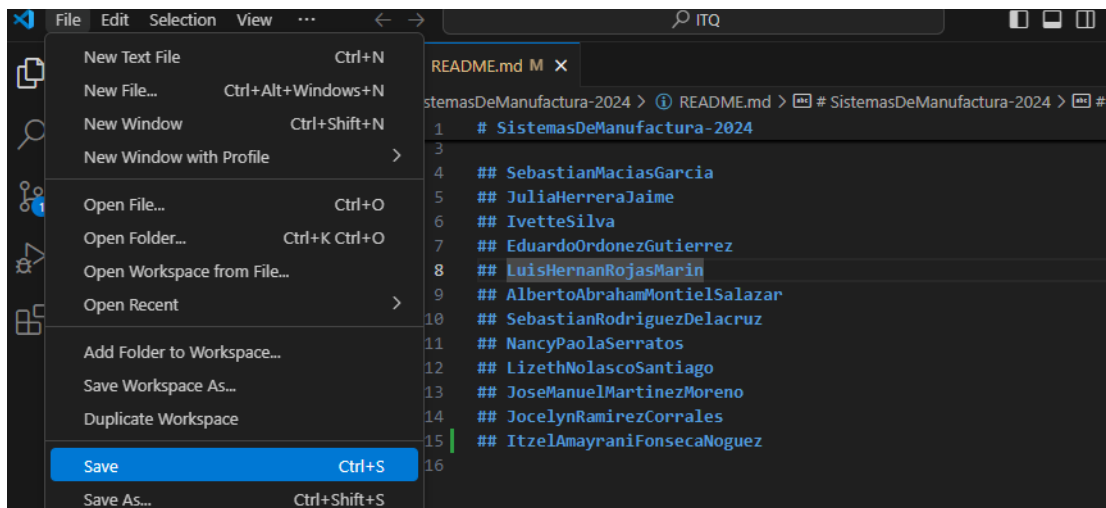 File Edit Selection View ··· ← → ITQ
New Text File Ctrl+N
New File... Ctrl+Alt+Windows+N
New Window Ctrl+Shift+N
New Window with Profile >
Open File... Ctrl+O
Open Folder... Ctrl+K Ctrl+O
Open Workspace from File...
Open Recent >
Add Folder to Workspace...
Save Workspace As...
Duplicate Workspace
Save Ctrl+S
Save As... Ctrl+Shift+S
1
README.md M ×
stemasDeManufactura-2024 > README.md > # SistemasDeManufactura-2024 > #
1 # SistemasDeManufactura-2024
3
4 ## SebastianMaciasGarcia
5 ## JuliaHerreraJaime
6 ## IvetteSilva
7 ## EduardoOrdonezGutierrez
8 ## LuisHernanRojasMarin
9 ## AlbertoAbrahamMontielSalazar
10 ## SebastianRodriguezDelacruz
11 ## NancyPaolaSerratos
12 ## LizethNolascoSantiago
13 ## JoseManuelMartinezMoreno
14 ## JocelynRamirezCorrales
15 ## ItzelAmayraniFonsecaNoguez
16